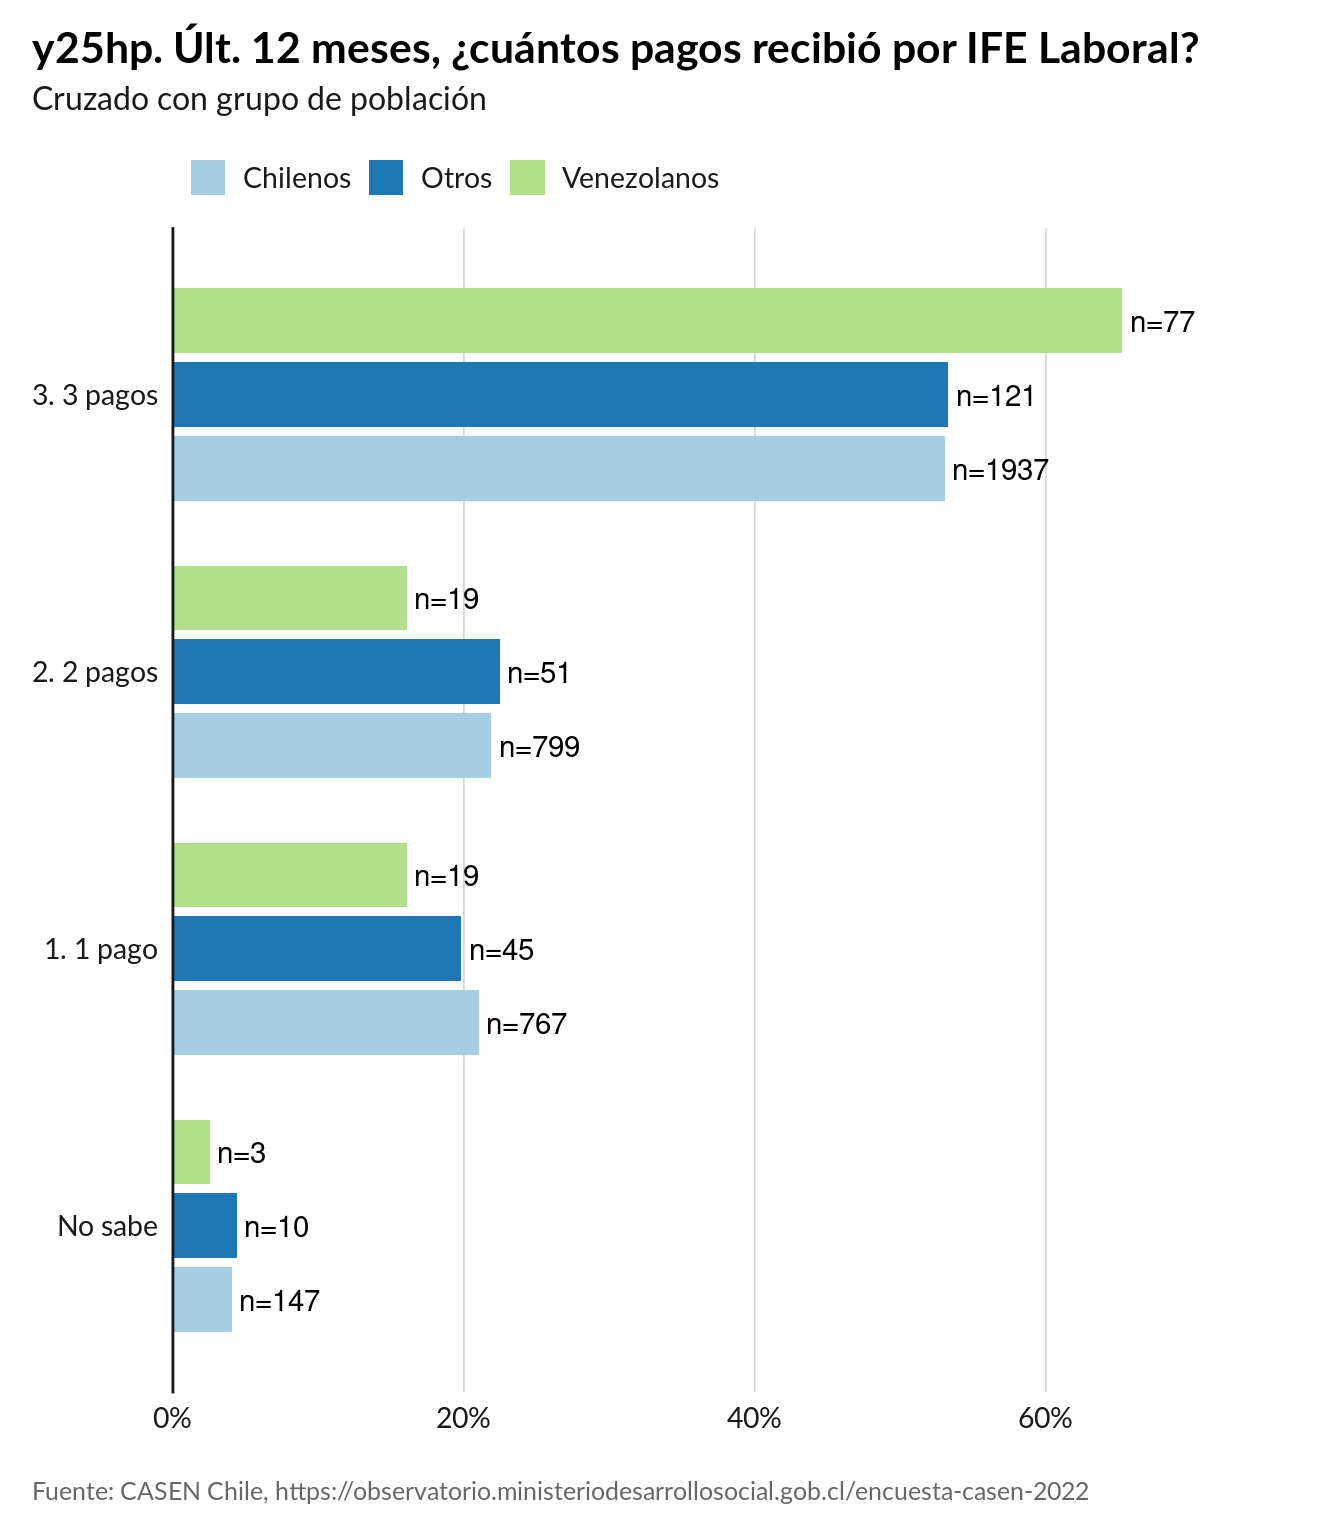 y25hp. Últ. 12 meses, ¿cuántos pagos recibió por IFE Laboral?
Cruzado con grupo de población
Chilenos Otros Venezolanos
n=77
3. 3 pagos n=121
n=1937
n=19
2. 2 pagos n=51
n=799
n=19
1. 1 pago n=45
n=767
n=3
No sabe n=10
n=147
0% 20% 40% 60%
Fuente: CASEN Chile, https://observatorio.ministeriodesarrollosocial.gob.cl/encuesta-casen-2022